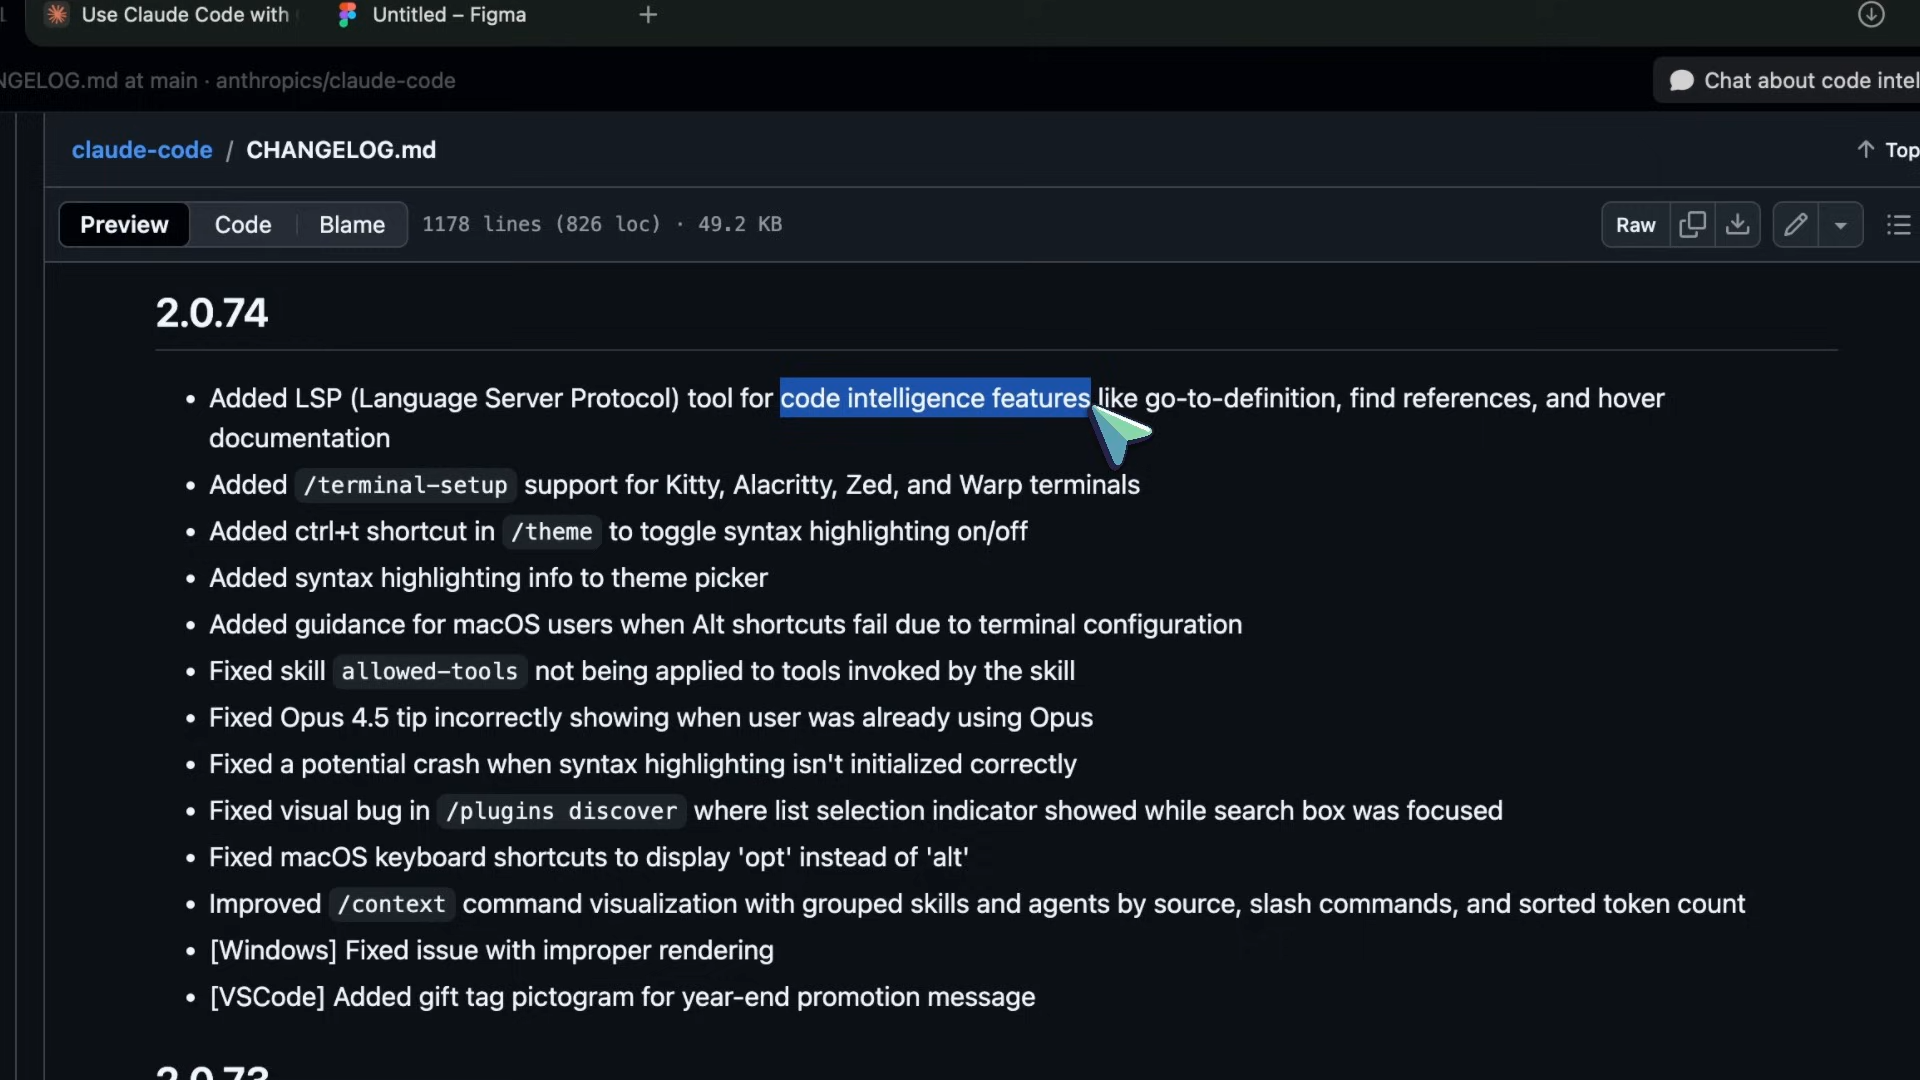 Use Claude Code with
Untitled – Figma
NGELOG.md at main · anthropics/claude-code
Chat about code intel
claude-code / CHANGELOG.md
Top
Preview
Code
Blame
1178 lines (826 loc) · 49.2 KB
Raw
2.0.74
• Added LSP (Language Server Protocol) tool for code intelligence features like go-to-definition, find references, and hover
documentation
• Added /terminal-setup support for Kitty, Alacritty, Zed, and Warp terminals
• Added ctrl+t shortcut in /theme to toggle syntax highlighting on/off
• Added syntax highlighting info to theme picker
• Added guidance for macOS users when Alt shortcuts fail due to terminal configuration
• Fixed skill allowed-tools not being applied to tools invoked by the skill
• Fixed Opus 4.5 tip incorrectly showing when user was already using Opus
• Fixed a potential crash when syntax highlighting isn't initialized correctly
• Fixed visual bug in /plugins discover where list selection indicator showed while search box was focused
• Fixed macOS keyboard shortcuts to display 'opt' instead of 'alt'
• Improved /context command visualization with grouped skills and agents by source, slash commands, and sorted token count
• [Windows] Fixed issue with improper rendering
• [VSCode] Added gift tag pictogram for year-end promotion message
2.0.73